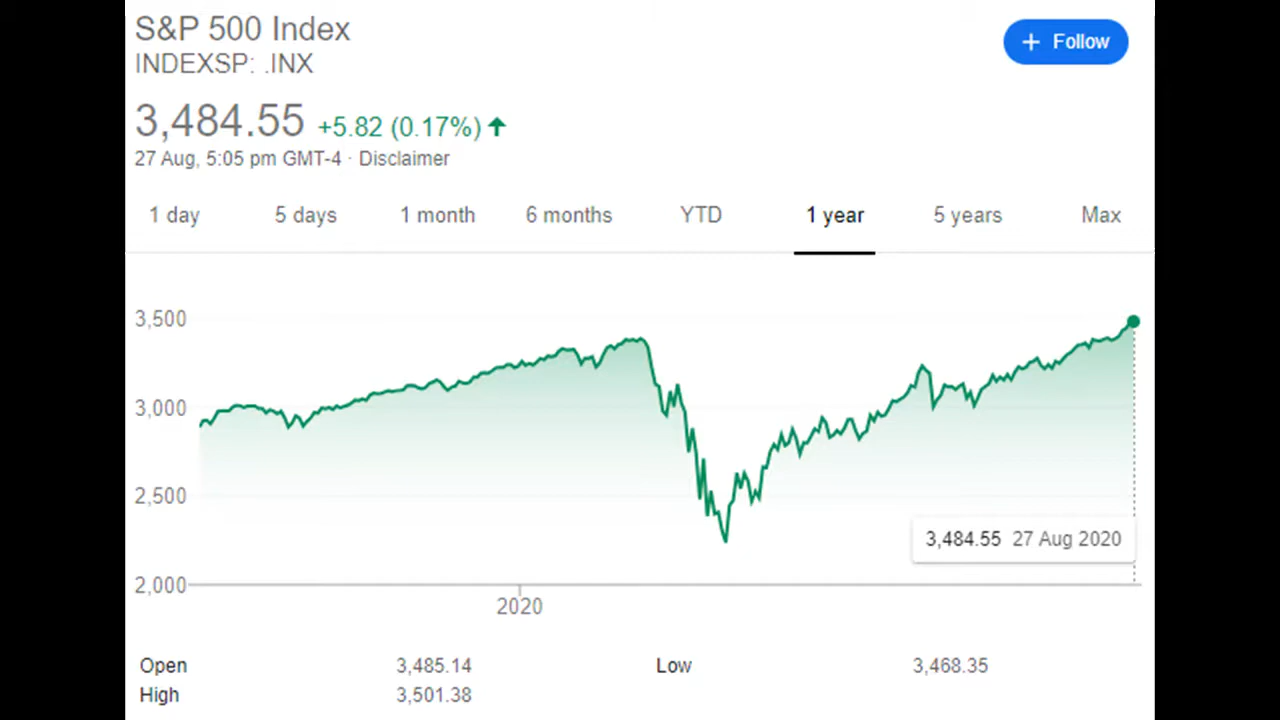 S&P 500 Index
INDEXSP: .INX
+ Follow
3,484.55 +5.82 (0.17%)
27 Aug, 5:05 pm GMT-4 · Disclaimer
1 day 5 days 1 month 6 months YTD 1 year 5 years Max
3,500
3,000
2,500
3,484.55 27 Aug 2020
2,000
2020
Open 3,485.14 Low 3,468.35
High 3,501.38